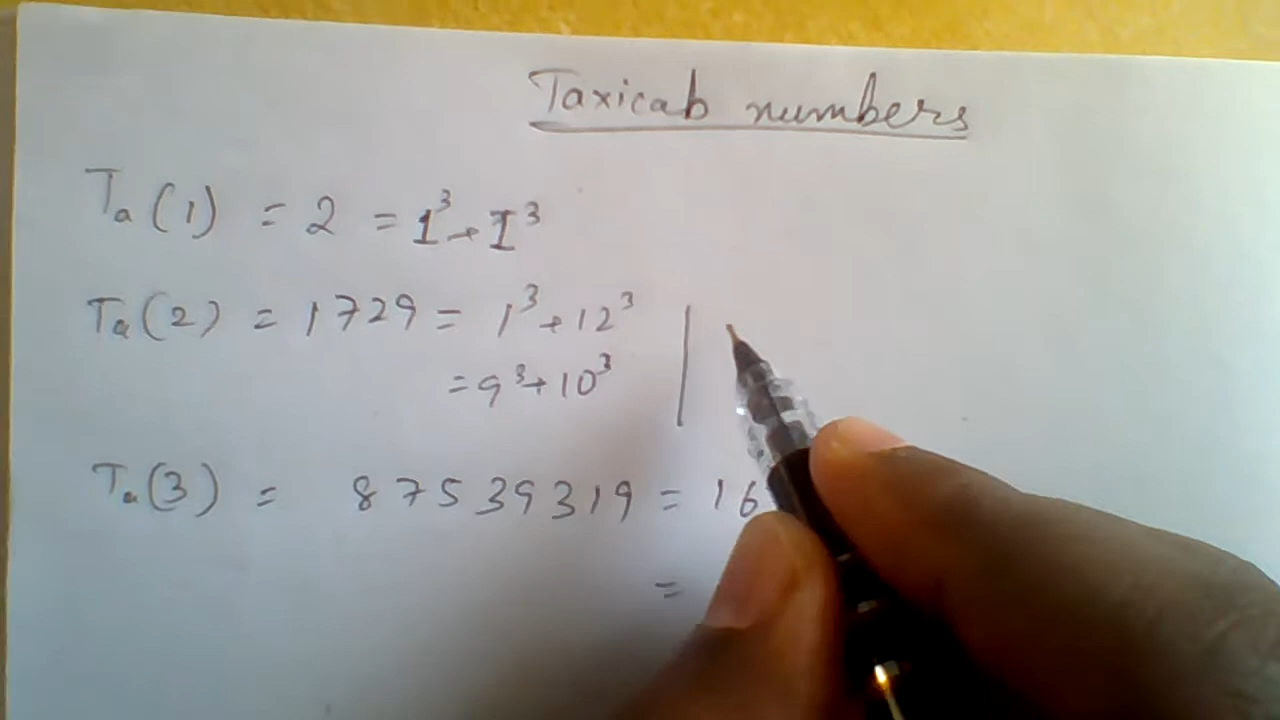 Taxicab numbers
Ta(1) = 2 = 1³+1³
Ta(2) = 1729 = 1³+12³
= 9³+10³
Ta(3) = 87539319 = 16
=